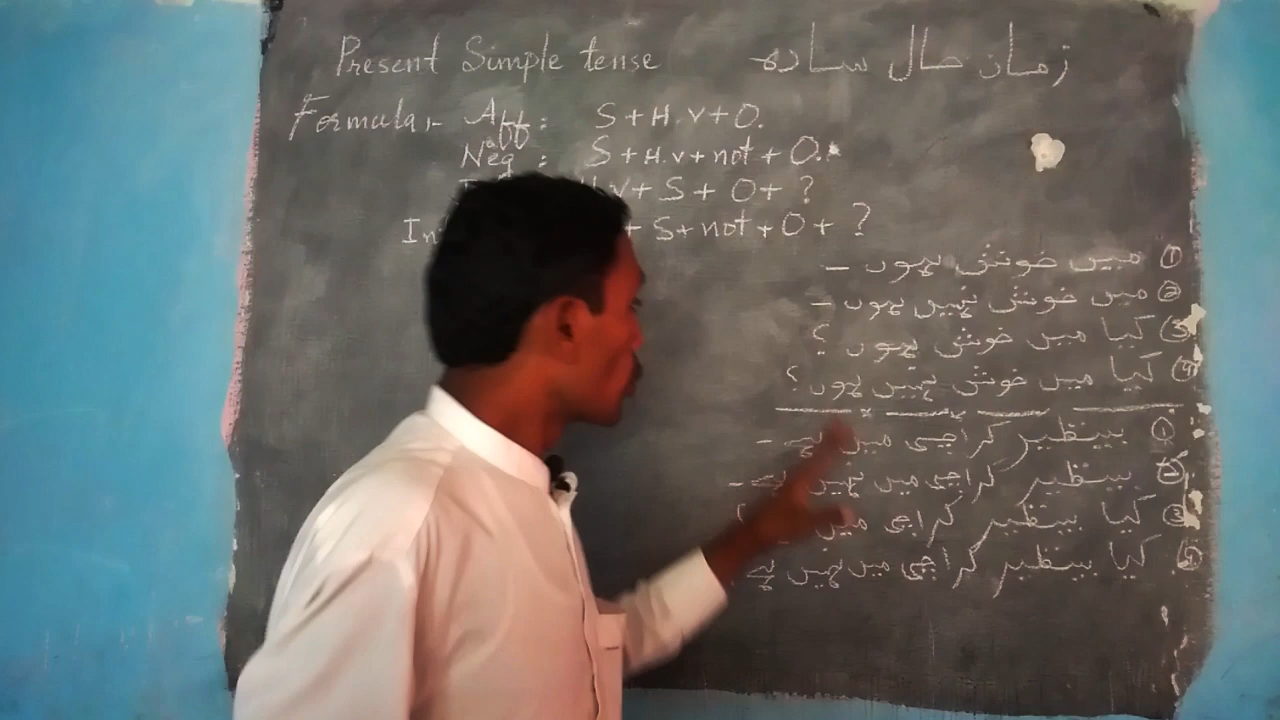 Present Simple tense زمان حال سادہ
Formula:- Aff: S + H.v + O.
Neg: S + H.v + not + O.
H.v + S + O + ?
In + S + not + O + ?
① میں خوش ہوں ۔
② میں خوش نہیں ہوں ۔
③ کیا میں خوش ہوں ؟
④ کیا میں خوش نہیں ہوں ؟
① بینظیر کراچی میں ہے ۔
② بینظیر کراچی میں نہیں ہے ۔
③ کیا بینظیر کراچی میں ؟
④ کیا بینظیر کراچی میں نہیں ہے